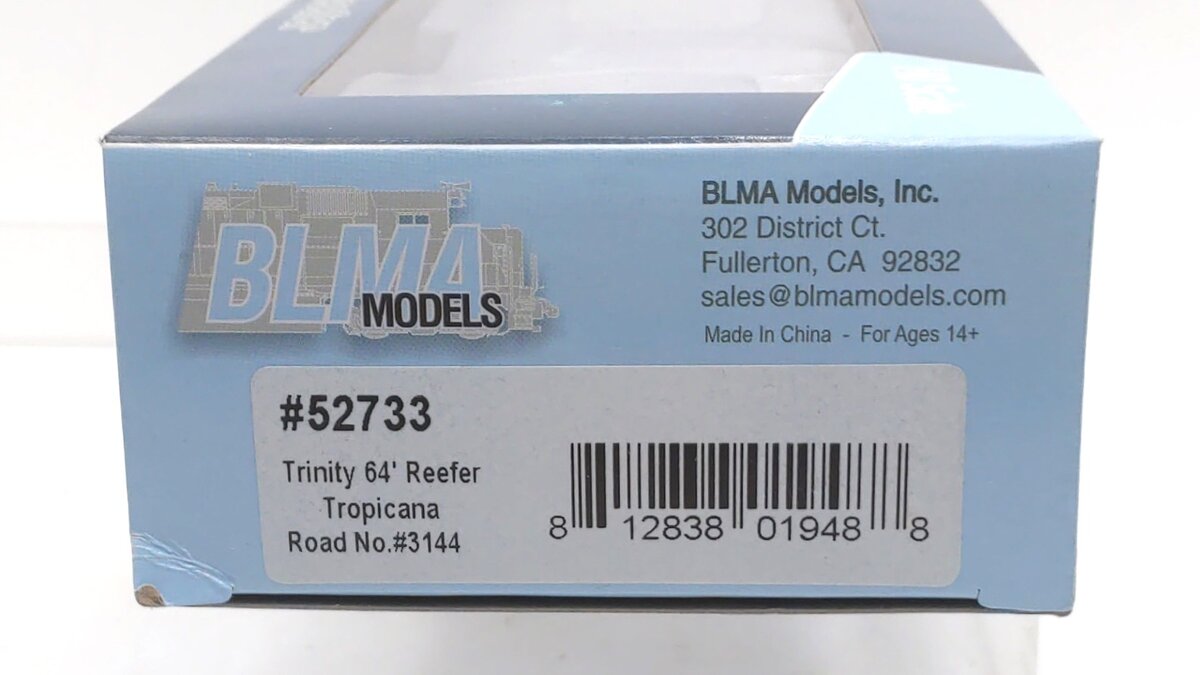 BLMA
MODELS
BLMA Models, Inc.
302 District Ct.
Fullerton, CA 92832
sales@blmamodels.com
Made In China - For Ages 14+
#52733
Trinity 64' Reefer
Tropicana
Road No.#3144
8 12838 01948 8